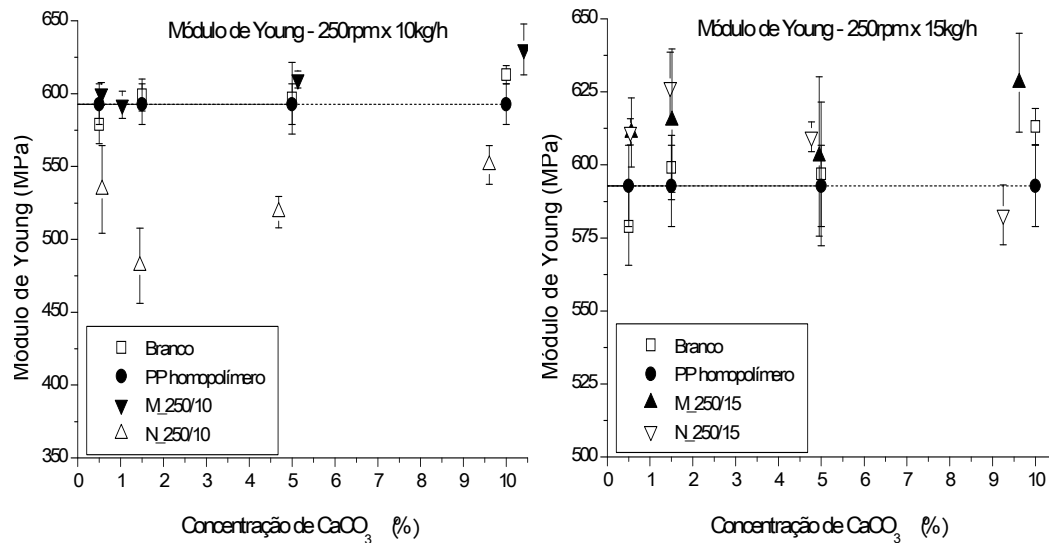 Módulo de Young - 250rpm x 10kg/h
Módulo de Young (MPa)
650
600
550
500
450
400
350
Branco
PP homopolímero
M_250/10
N_250/10
0 1 2 3 4 5 6 7 8 9 10
Concentração de CaCO3 (%)
Módulo de Young - 250rpm x 15kg/h
Módulo de Young (MPa)
650
625
600
575
550
525
500
Branco
PP homopolímero
M_250/15
N_250/15
0 1 2 3 4 5 6 7 8 9 10
Concentração de CaCO3 (%)